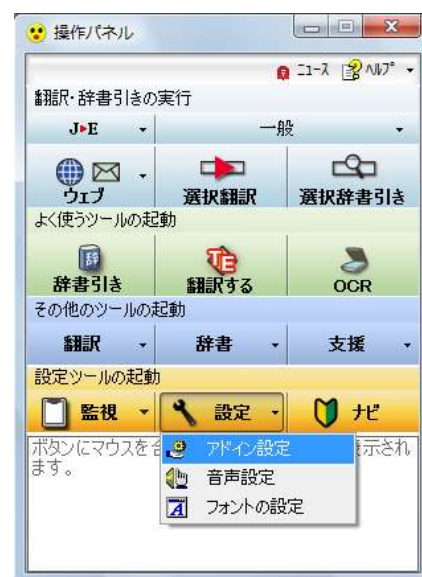 操作パネル
ニュース ヘルプ
翻訳・辞書引きの実行
J▶E 一般
ウェブ 選択翻訳 選択辞書引き
よく使うツールの起動
辞
TE
辞書引き 翻訳する OCR
その他のツールの起動
翻訳 辞書 支援
設定ツールの起動
監視 設定 ナビ
ボタンにマウスを 表示され
ます。
アドイン設定
音声設定
A フォントの設定